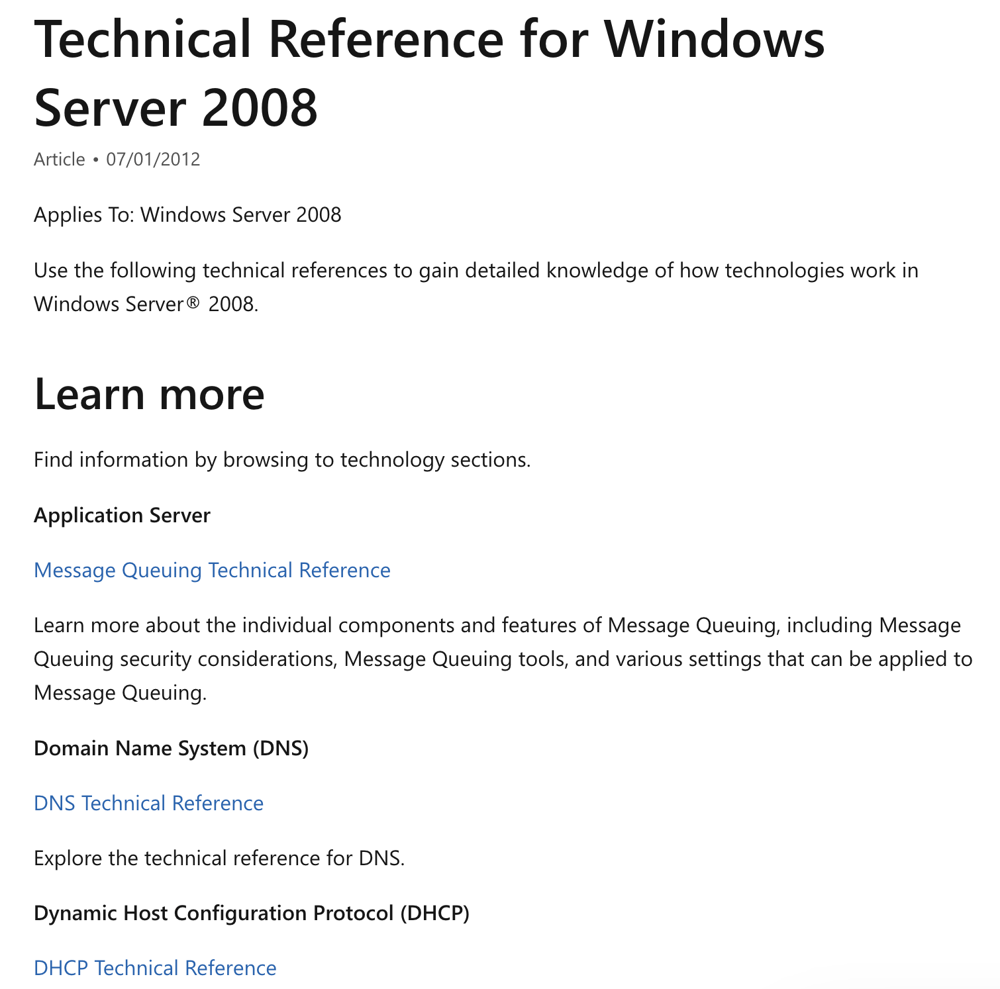 Technical Reference for Windows
Server 2008
Article • 07/01/2012
Applies To: Windows Server 2008
Use the following technical references to gain detailed knowledge of how technologies work in
Windows Server® 2008.
Learn more
Find information by browsing to technology sections.
Application Server
Message Queuing Technical Reference
Learn more about the individual components and features of Message Queuing, including Message
Queuing security considerations, Message Queuing tools, and various settings that can be applied to
Message Queuing.
Domain Name System (DNS)
DNS Technical Reference
Explore the technical reference for DNS.
Dynamic Host Configuration Protocol (DHCP)
DHCP Technical Reference